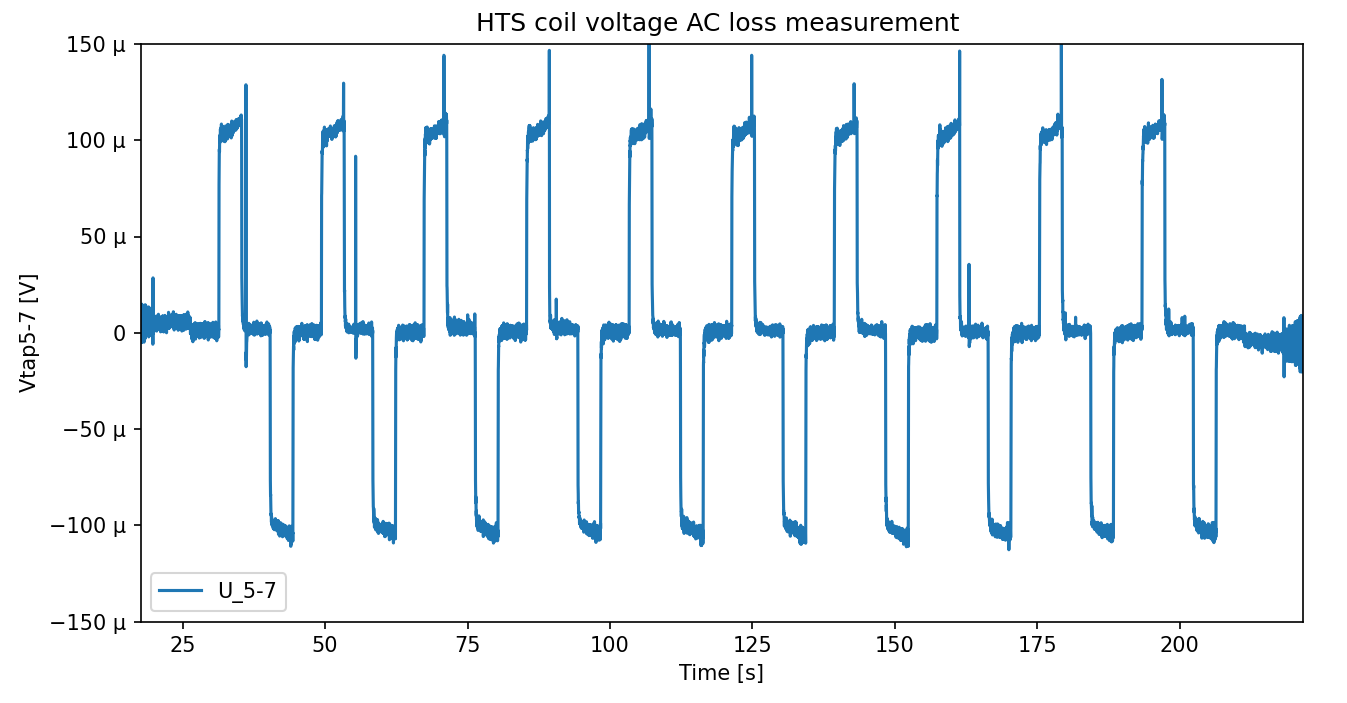 HTS coil voltage AC loss measurement
150 μ
100 μ
50 μ
0
−50 μ
−100 μ
−150 μ
Vtap5-7 [V]
U_5-7
25 50 75 100 125 150 175 200
Time [s]